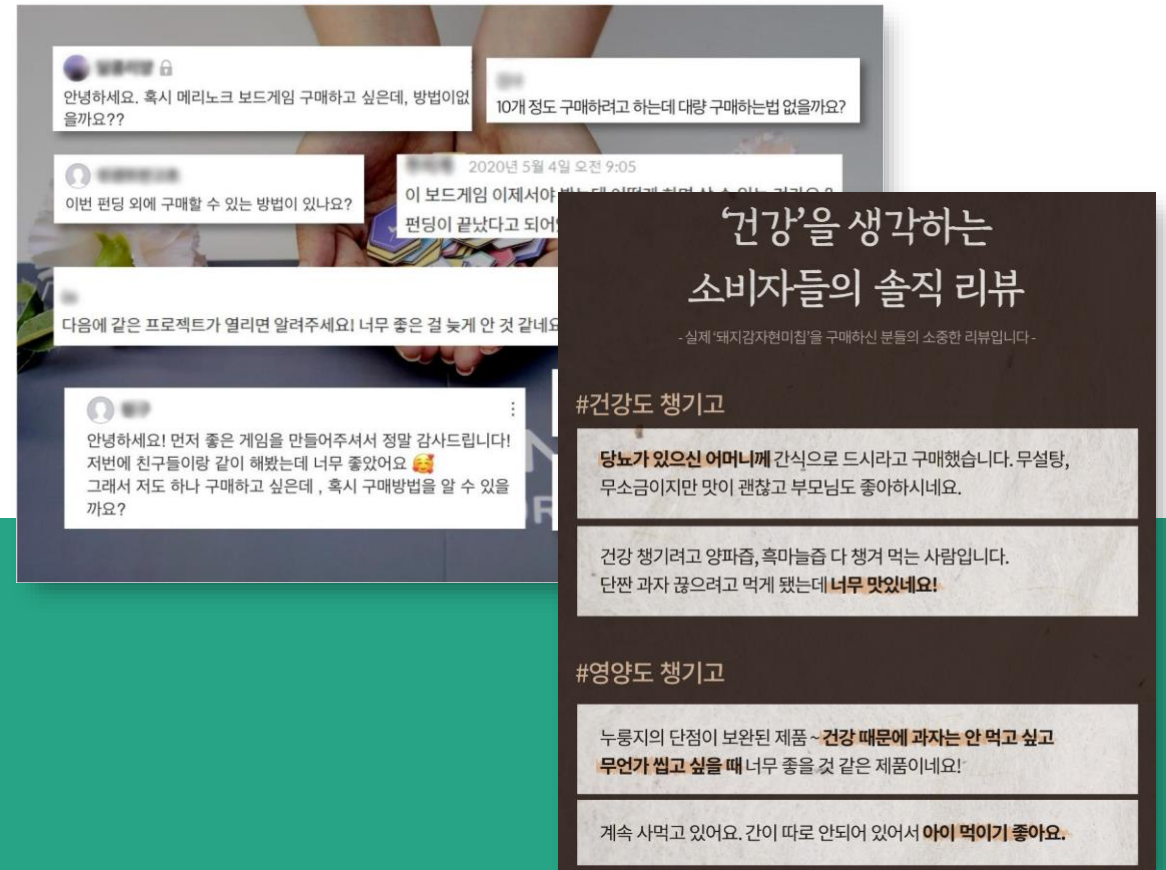 안녕하세요. 혹시 메리노크 보드게임 구매하고 싶은데, 방법이없
을까요??
10개 정도 구매하려고 하는데 대량 구매하는법 없을까요?
이번 펀딩 외에 구매할 수 있는 방법이 있나요?
2020년 5월 4일 오전 9:05
이 보드게임 이제서야
펀딩이 끝났다고 되어
다음에 같은 프로젝트가 열리면 알려주세요! 너무 좋은 걸 늦게 안 것 같네요
안녕하세요! 먼저 좋은 게임을 만들어주셔서 정말 감사드립니다!
저번에 친구들이랑 같이 해봤는데 너무 좋았어요 🥰
그래서 저도 하나 구매하고 싶은데 , 혹시 구매방법을 알 수 있을
까요?
‘건강’을 생각하는
소비자들의 솔직 리뷰
- 실제 ‘돼지감자현미칩’을 구매하신 분들의 소중한 리뷰입니다 -
#건강도 챙기고
당뇨가 있으신 어머니께 간식으로 드시라고 구매했습니다. 무설탕,
무소금이지만 맛이 괜찮고 부모님도 좋아하시네요.
건강 챙기려고 양파즙, 흑마늘즙 다 챙겨 먹는 사람입니다.
단짠 과자 끊으려고 먹게 됐는데 너무 맛있네요!
#영양도 챙기고
누룽지의 단점이 보완된 제품 ~ 건강 때문에 과자는 안 먹고 싶고
무언가 씹고 싶을 때 너무 좋을 것 같은 제품이네요!
계속 사먹고 있어요. 간이 따로 안되어 있어서 아이 먹이기 좋아요.